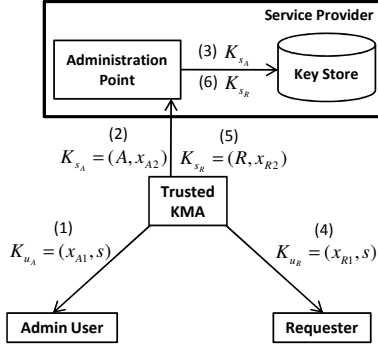 Service Provider
Administration Point
(3) K_{s_A}
(6) K_{s_R}
Key Store
(2) (5)
K_{s_A} = (A, x_{A2}) K_{s_R} = (R, x_{R2})
Trusted KMA
(1) (4)
K_{u_A} = (x_{A1}, s) K_{u_R} = (x_{R1}, s)
Admin User Requester